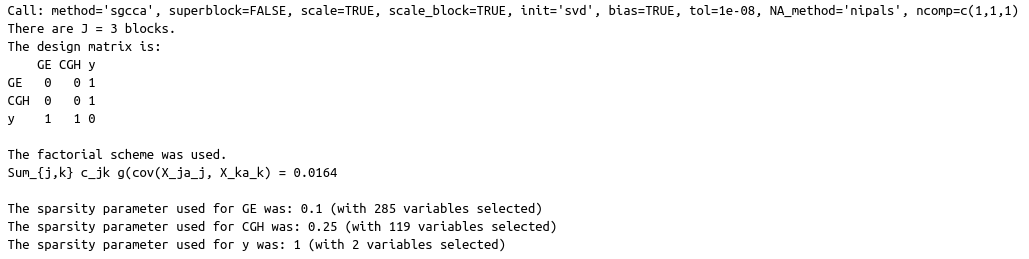 Call: method='sgcca', superblock=FALSE, scale=TRUE, scale_block=TRUE, init='svd', bias=TRUE, tol=1e-08, NA_method='nipals', ncomp=c(1,1,1)
There are J = 3 blocks.
The design matrix is:
    GE CGH y
GE   0   0 1
CGH  0   0 1
y    1   1 0

The factorial scheme was used.
Sum_{j,k} c_jk g(cov(X_ja_j, X_ka_k) = 0.0164

The sparsity parameter used for GE was: 0.1 (with 285 variables selected)
The sparsity parameter used for CGH was: 0.25 (with 119 variables selected)
The sparsity parameter used for y was: 1 (with 2 variables selected)